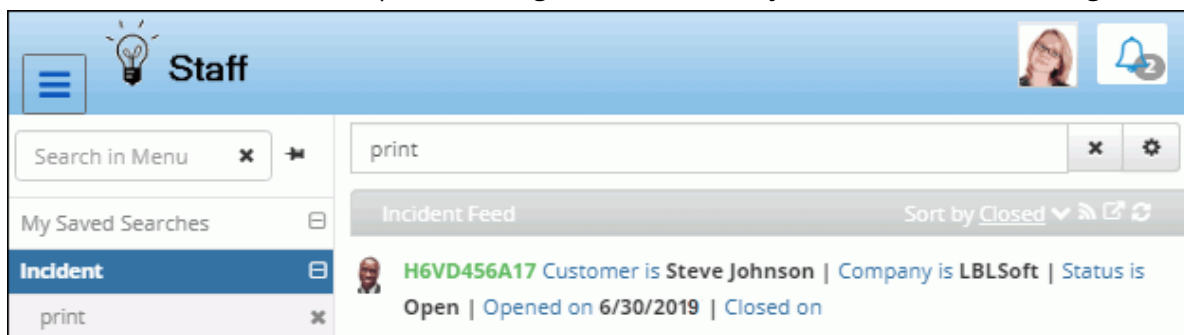 Staff
2
Search in Menu
print
My Saved Searches
Incident Feed
Sort by Closed
Incident
H6VD456A17 Customer is Steve Johnson | Company is LBLSoft | Status is
Open | Opened on 6/30/2019 | Closed on
print